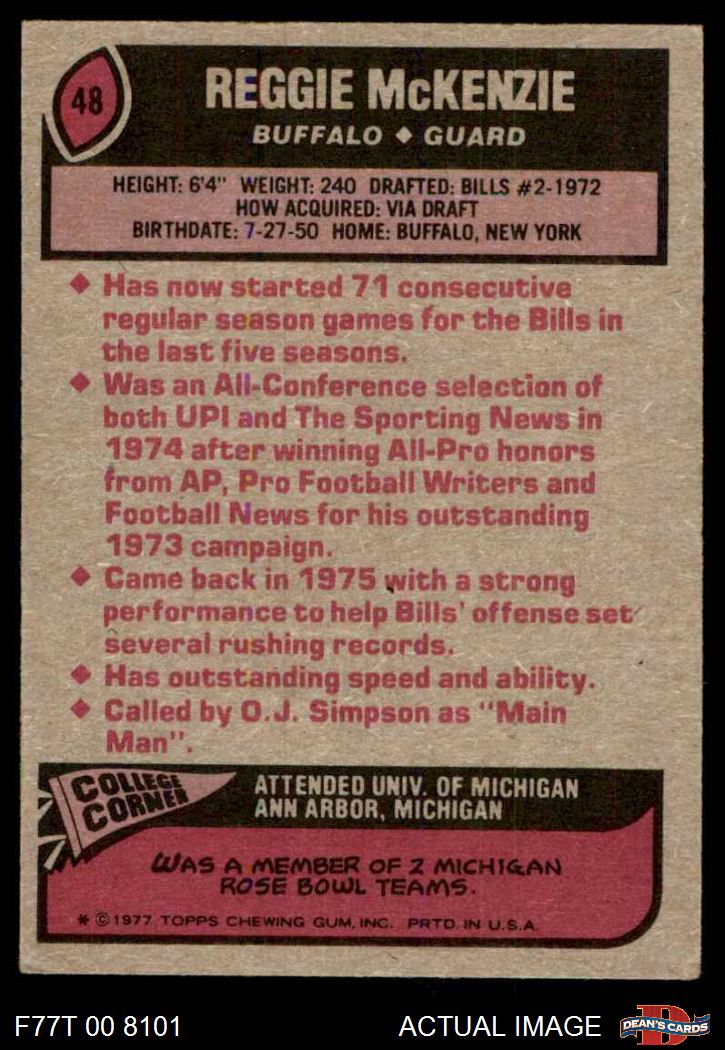 48
REGGIE McKENZIE
BUFFALO ◆ GUARD
HEIGHT: 6'4" WEIGHT: 240 DRAFTED: BILLS #2-1972
HOW ACQUIRED: VIA DRAFT
BIRTHDATE: 7-27-50 HOME: BUFFALO, NEW YORK
◆ Has now started 71 consecutive
regular season games for the Bills in
the last five seasons.
◆ Was an All-Conference selection of
both UPI and The Sporting News in
1974 after winning All-Pro honors
from AP, Pro Football Writers and
Football News for his outstanding
1973 campaign.
◆ Came back in 1975 with a strong
performance to help Bills' offense set
several rushing records.
◆ Has outstanding speed and ability.
◆ Called by O.J. Simpson as "Main
Man".
COLLEGE
CORNER
ATTENDED UNIV. OF MICHIGAN
ANN ARBOR, MICHIGAN
WAS A MEMBER OF 2 MICHIGAN
ROSE BOWL TEAMS.
* © 1977 TOPPS CHEWING GUM, INC. PRTD. IN U.S.A.
F77T 00 8101
ACTUAL IMAGE
D
DEAN'S CARDS